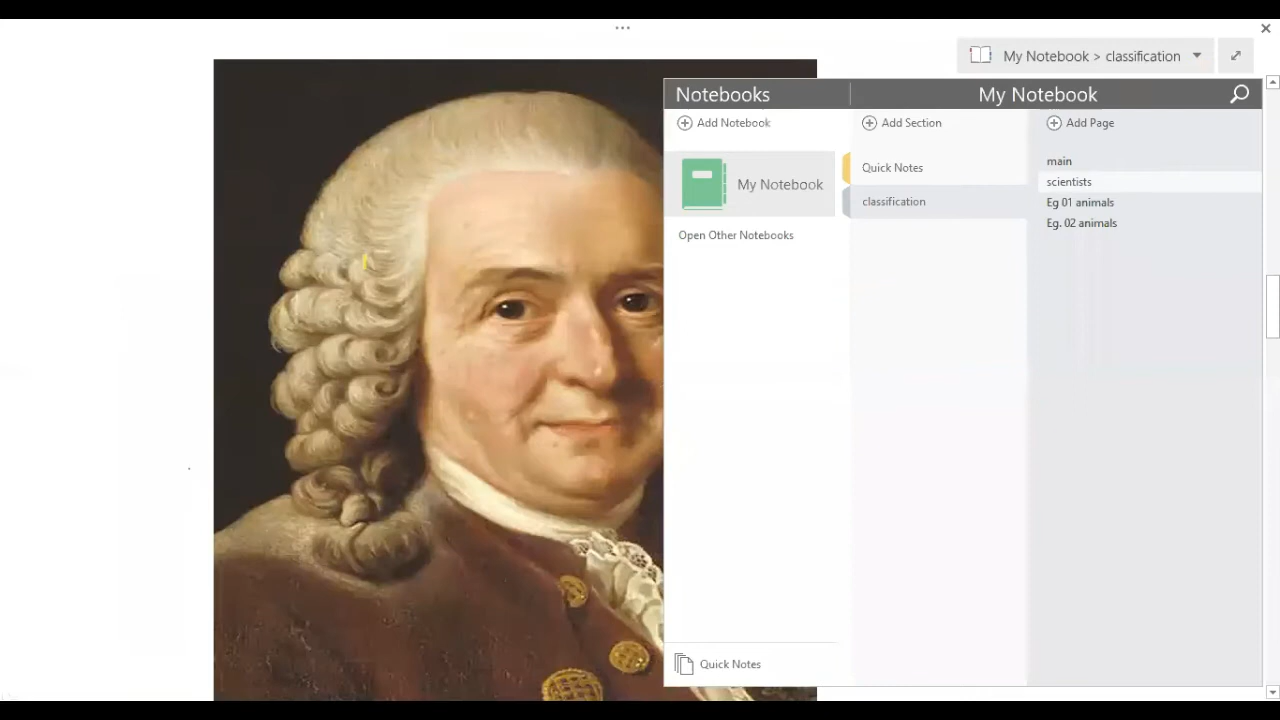 ...
My Notebook > classification
Notebooks
My Notebook
Add Notebook
Add Section
Add Page
My Notebook
Quick Notes
classification
main
scientists
Eg 01 animals
Eg. 02 animals
Open Other Notebooks
Quick Notes